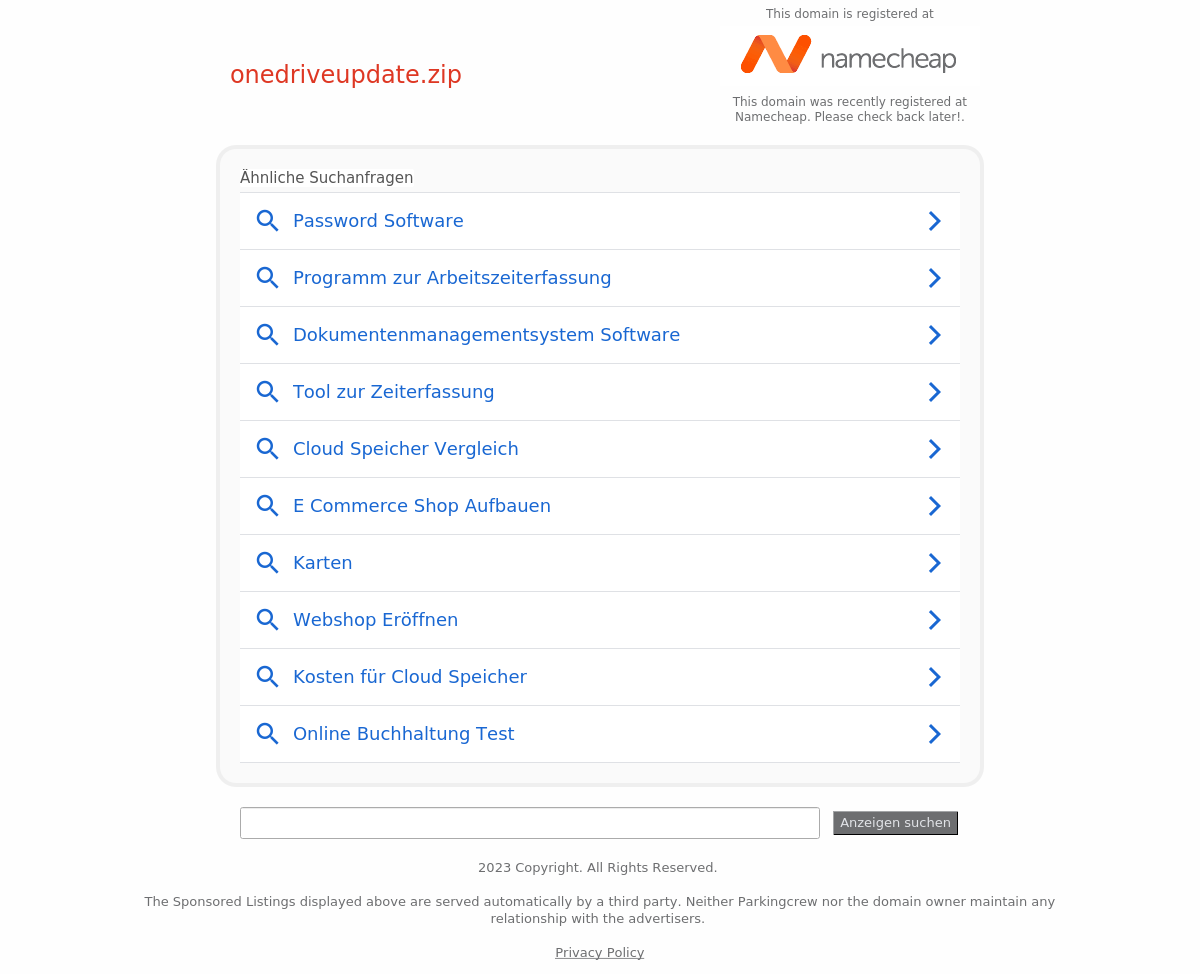 This domain is registered at
namecheap
onedriveupdate.zip
This domain was recently registered at
Namecheap. Please check back later!.
Ähnliche Suchanfragen
Password Software
Programm zur Arbeitszeiterfassung
Dokumentenmanagementsystem Software
Tool zur Zeiterfassung
Cloud Speicher Vergleich
E Commerce Shop Aufbauen
Karten
Webshop Eröffnen
Kosten für Cloud Speicher
Online Buchhaltung Test
Anzeigen suchen
2023 Copyright. All Rights Reserved.
The Sponsored Listings displayed above are served automatically by a third party. Neither Parkingcrew nor the domain owner maintain any
relationship with the advertisers.
Privacy Policy